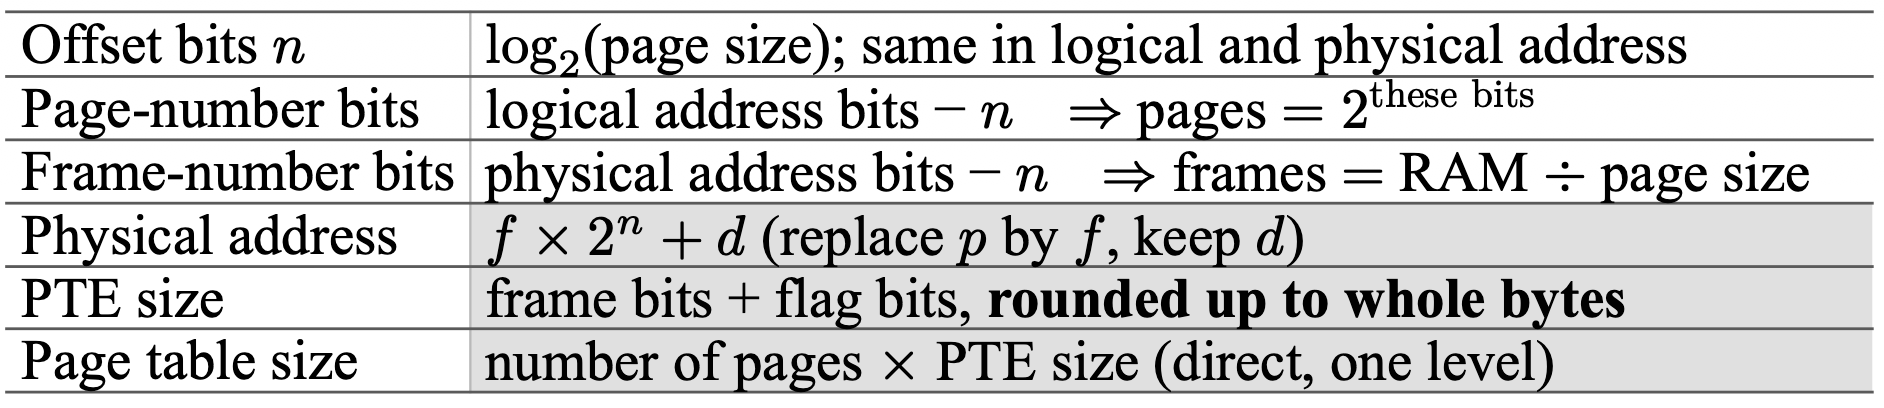 Offset bits n log₂(page size); same in logical and physical address
Page-number bits logical address bits − n ⇒ pages = 2^these bits
Frame-number bits physical address bits − n ⇒ frames = RAM ÷ page size
Physical address f × 2ⁿ + d (replace p by f, keep d)
PTE size frame bits + flag bits, rounded up to whole bytes
Page table size number of pages × PTE size (direct, one level)